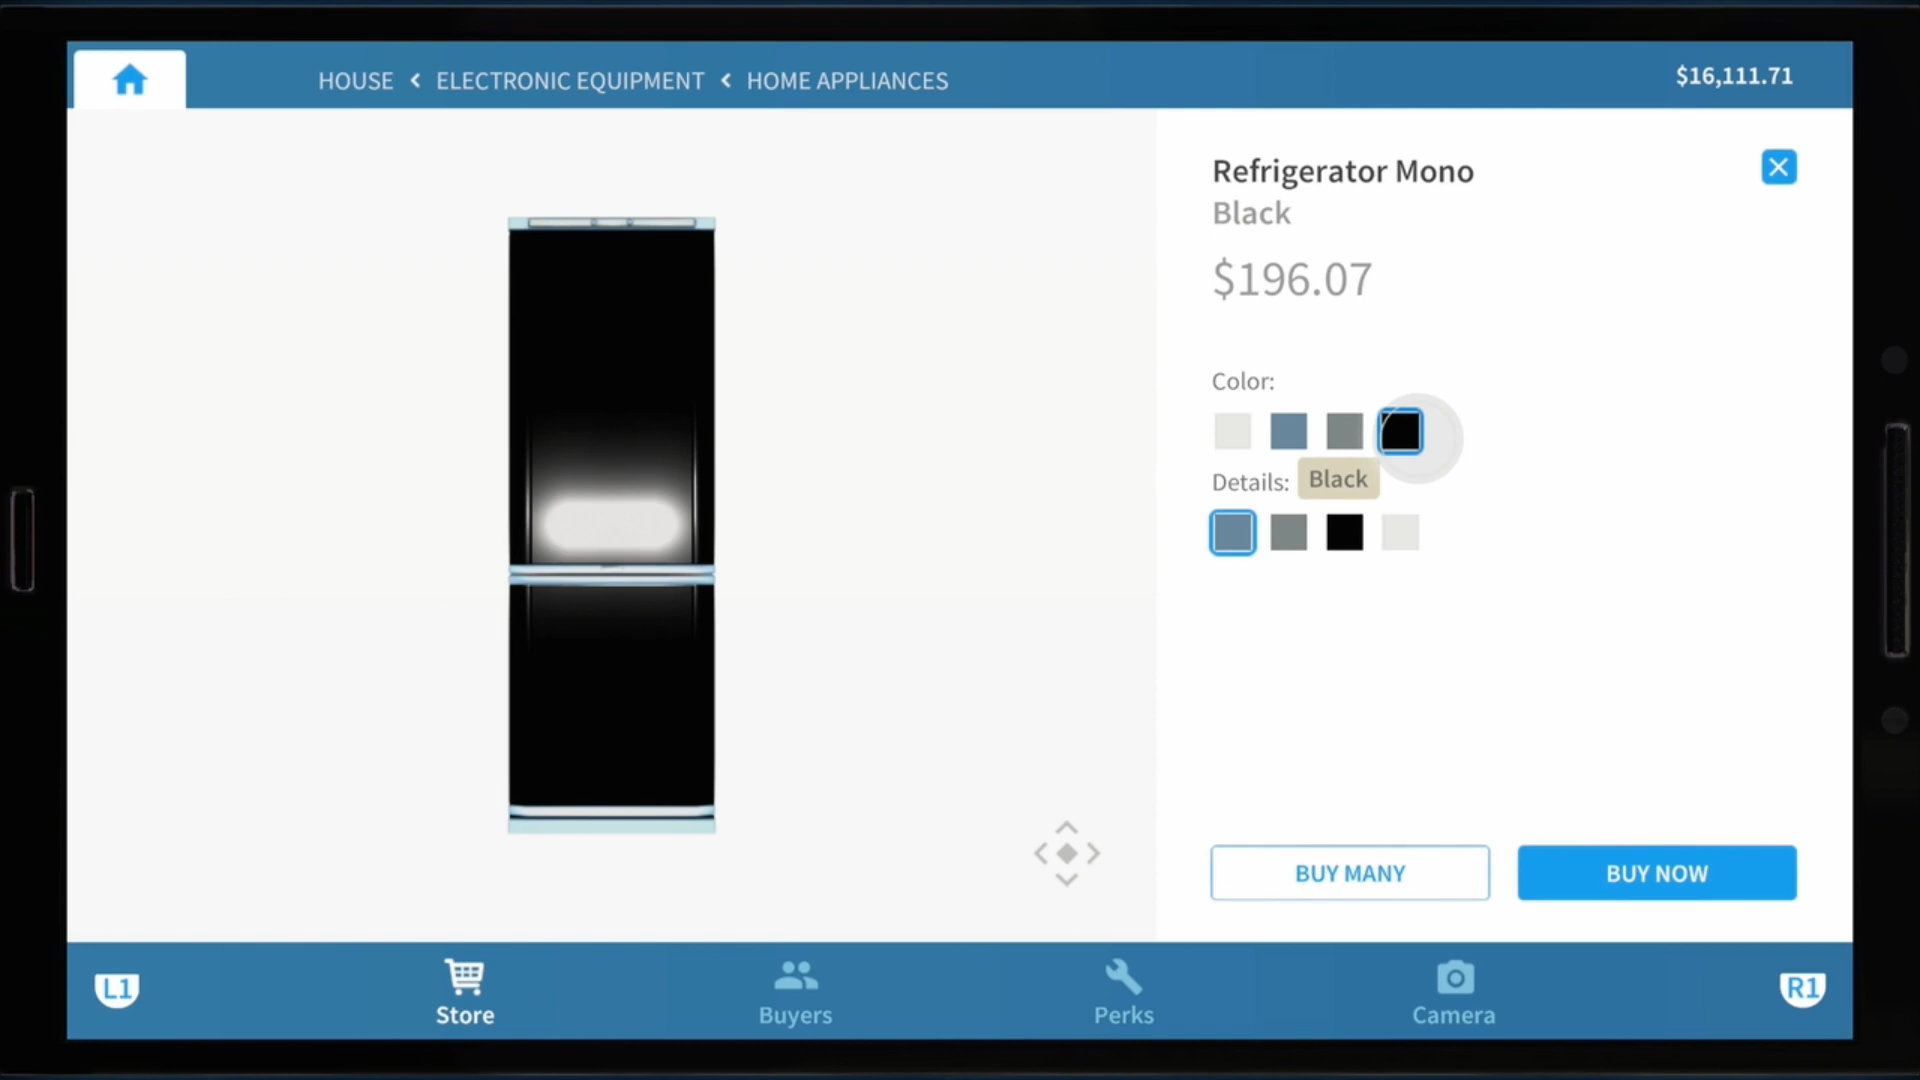 HOUSE < ELECTRONIC EQUIPMENT < HOME APPLIANCES
$16,111.71
Refrigerator Mono
Black
$196.07
Color:
Details:
Black
BUY MANY
BUY NOW
L1
Store
Buyers
Perks
Camera
R1